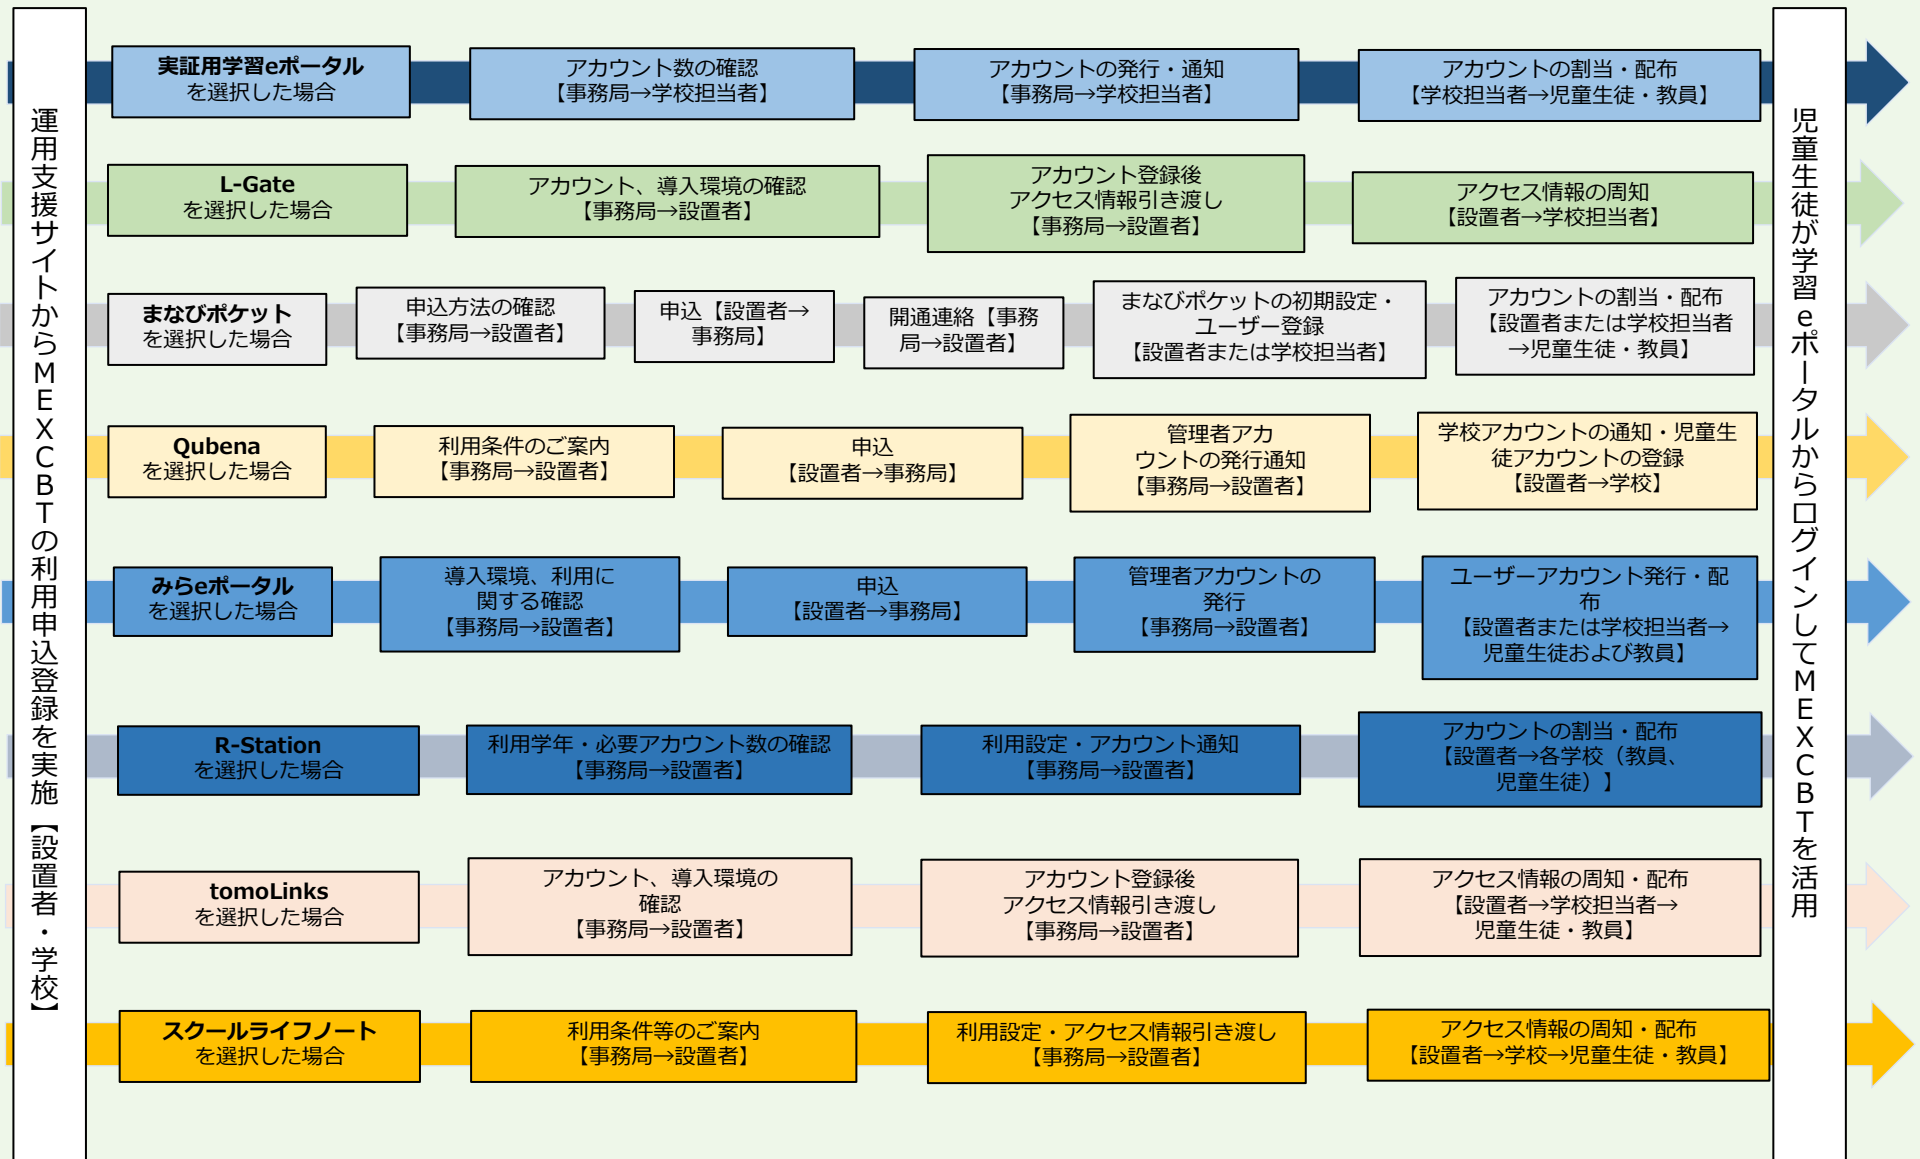 運用支援サイトからMEXCBTの利用申込登録を実施【設置者・学校】
実証用学習eポータル
を選択した場合
アカウント数の確認
【事務局→学校担当者】
アカウントの発行・通知
【事務局→学校担当者】
アカウントの割当・配布
【学校担当者→児童生徒・教員】
L-Gate
を選択した場合
アカウント、導入環境の確認
【事務局→設置者】
アカウント登録後
アクセス情報引き渡し
【事務局→設置者】
アクセス情報の周知
【設置者→学校担当者】
まなびポケット
を選択した場合
申込方法の確認
【事務局→設置者】
申込【設置者→
事務局】
開通連絡【事務
局→設置者】
まなびポケットの初期設定・
ユーザー登録
【設置者または学校担当者】
アカウントの割当・配布
【設置者または学校担当者
→児童生徒・教員】
Qubena
を選択した場合
利用条件のご案内
【事務局→設置者】
申込
【設置者→事務局】
管理者アカ
ウントの発行通知
【事務局→設置者】
学校アカウントの通知・児童生
徒アカウントの登録
【設置者→学校】
みらeポータル
を選択した場合
導入環境、利用に
関する確認
【事務局→設置者】
申込
【設置者→事務局】
管理者アカウントの
発行
【事務局→設置者】
ユーザーアカウント発行・配
布
【設置者または学校担当者→
児童生徒および教員】
R-Station
を選択した場合
利用学年・必要アカウント数の確認
【事務局→設置者】
利用設定・アカウント通知
【事務局→設置者】
アカウントの割当・配布
【設置者→各学校（教員、
児童生徒）】
tomoLinks
を選択した場合
アカウント、導入環境の
確認
【事務局→設置者】
アカウント登録後
アクセス情報引き渡し
【事務局→設置者】
アクセス情報の周知・配布
【設置者→学校担当者→
児童生徒・教員】
スクールライフノート
を選択した場合
利用条件等のご案内
【事務局→設置者】
利用設定・アクセス情報引き渡し
【事務局→設置者】
アクセス情報の周知・配布
【設置者→学校→児童生徒・教員】
児童生徒が学習eポータルからログインしてMEXCBTを活用